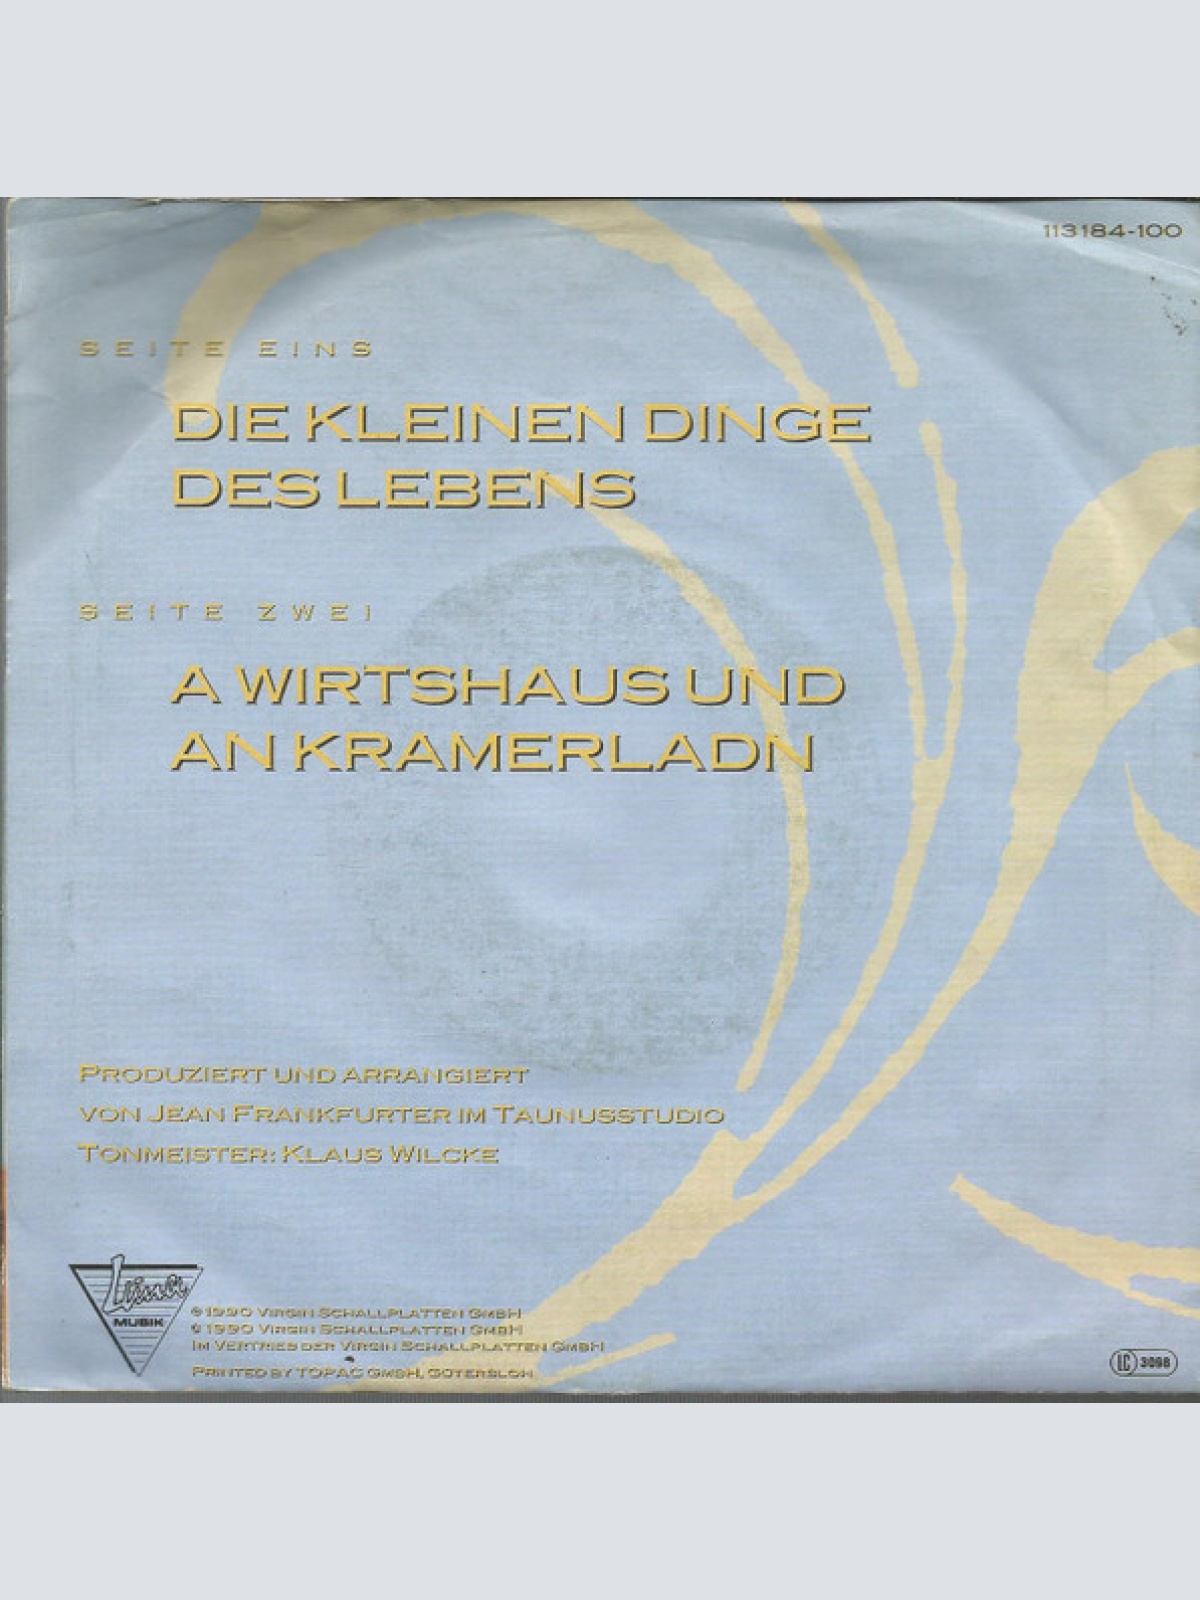 113184-100
SEITE EINS
DIE KLEINEN DINGE
DES LEBENS
SEITE ZWEI
A WIRTSHAUS UND
AN KRAMERLADN
PRODUZIERT UND ARRANGIERT
VON JEAN FRANKFURTER IM TAUNUSSTUDIO
TONMEISTER: KLAUS WILCKE
MUSIK
℗ 1990 VIRGIN SCHALLPLATTEN GMBH
© 1990 VIRGIN SCHALLPLATTEN GMBH
IM VERTRIEB DER VIRGIN SCHALLPLATTEN GMBH
PRINTED BY TOPAC GMBH, GÜTERSLOH
LC 3098